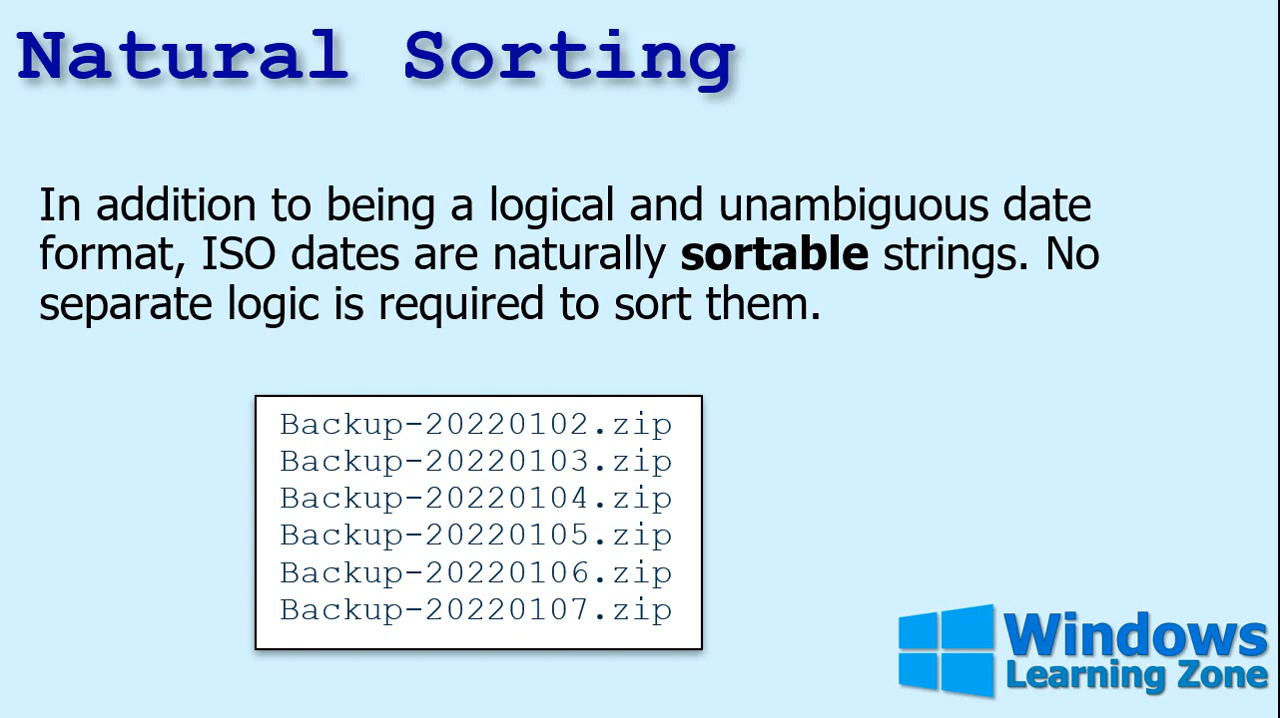 Natural Sorting
In addition to being a logical and unambiguous date
format, ISO dates are naturally sortable strings. No
separate logic is required to sort them.
Backup-20220102.zip
Backup-20220103.zip
Backup-20220104.zip
Backup-20220105.zip
Backup-20220106.zip
Backup-20220107.zip
Windows
Learning Zone